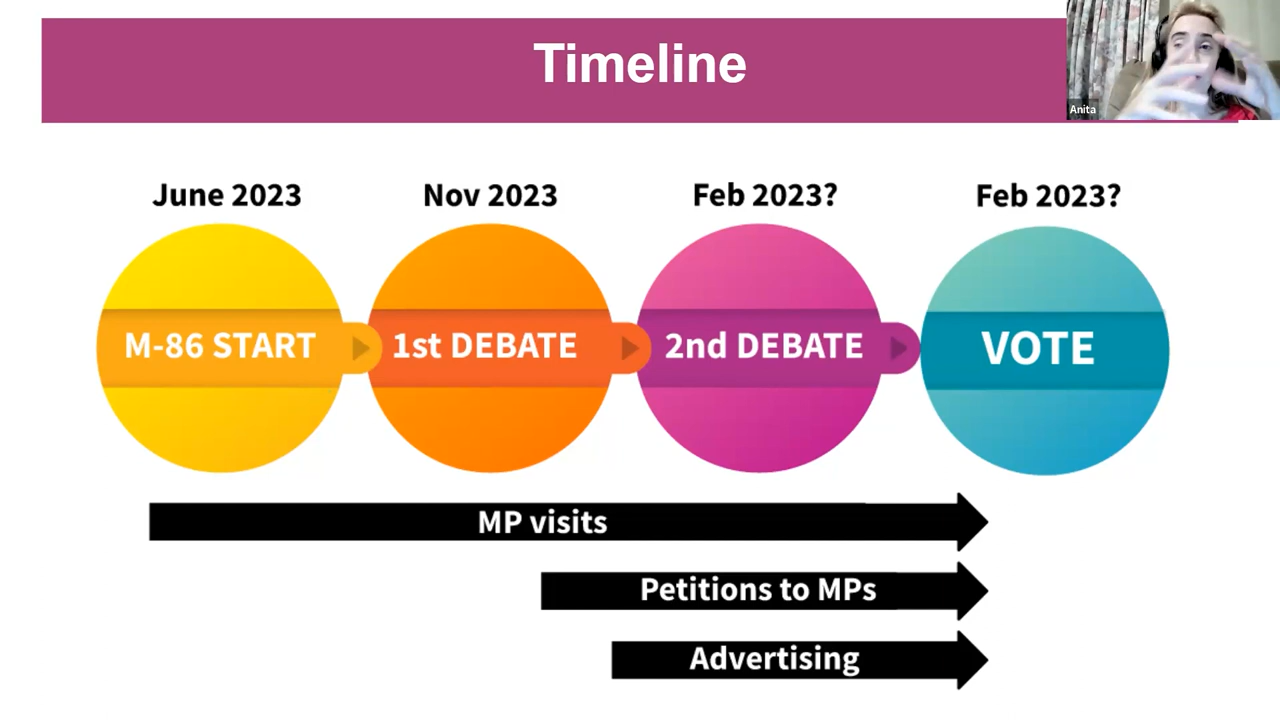 Timeline
Anita
June 2023
Nov 2023
Feb 2023?
Feb 2023?
M-86 START
1st DEBATE
2nd DEBATE
VOTE
MP visits
Petitions to MPs
Advertising